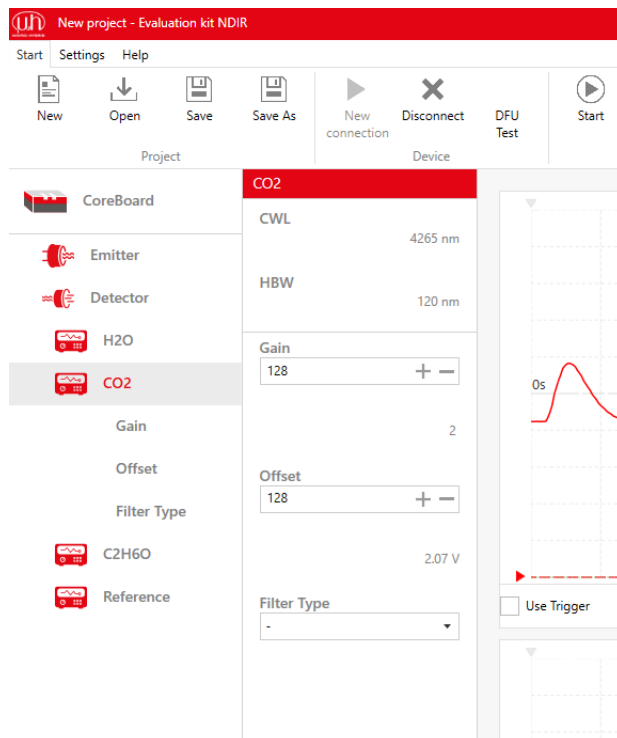 New project - Evaluation kit NDIR
Start Settings Help
New Open Save Save As New connection Disconnect DFU Test Start
Project Device
CoreBoard
Emitter
Detector
H2O
CO2
Gain
Offset
Filter Type
C2H6O
Reference
CO2
CWL
4265 nm
HBW
120 nm
Gain
128
2
Offset
128
2.07 V
Filter Type
-
0s
Use Trigger